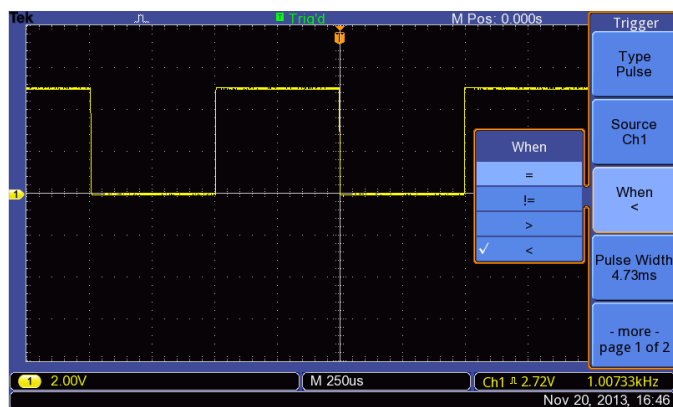 Tek
T Trig'd
M Pos: 0.000s
Trigger
T
Type
Pulse
Source
Ch1
When
<
Pulse Width
4.73ms
- more -
page 1 of 2
When
=
!=
>
✓ <
1
1 2.00V
M 250us
Ch1 2.72V 1.00733kHz
Nov 20, 2013, 16:46